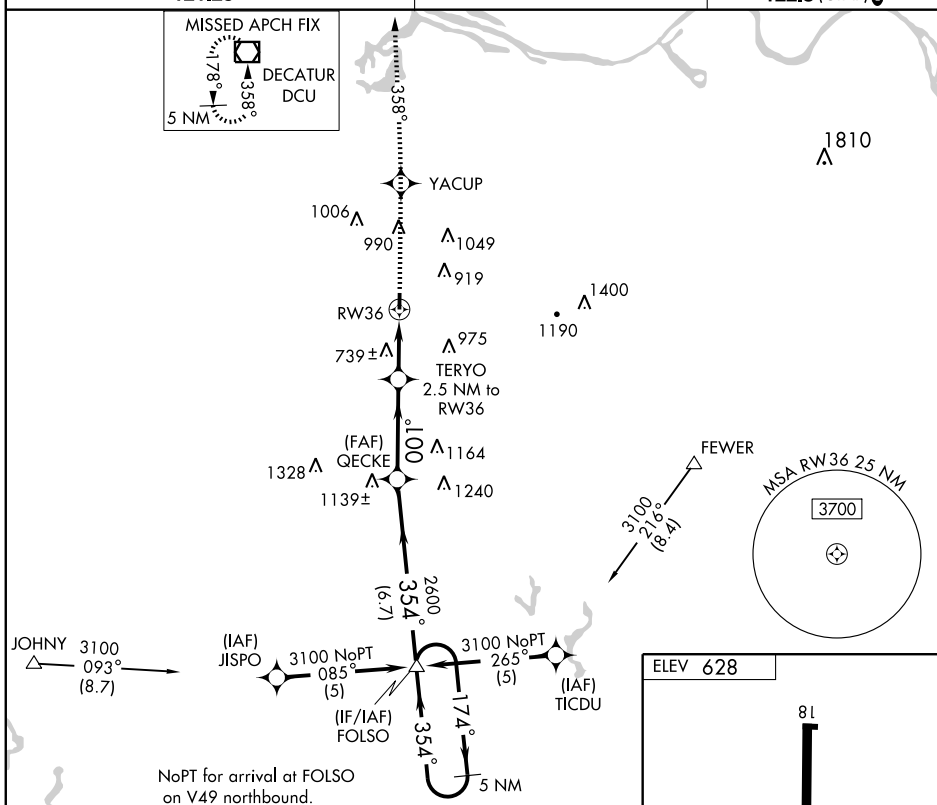 MISSED APCH FIX
178°
358°
DECATUR
DCU
5 NM
358°
1810
YACUP
1006
990
1049
919
1400
1190
RW36
739±
975
TERYO
2.5 NM to
RW36
001°
(FAF)
QECKE
1164
1328
1139±
1240
FEWER
3100
216°
(8.4)
MSA RW36 25 NM
3700
2600
354°
(6.7)
JOHNY
3100
093°
(8.7)
(IAF)
JISPO
3100 NoPT
085°
(5)
3100 NoPT
265°
(5)
(IAF)
TICDU
(IF/IAF)
FOLSO
354°
174°
5 NM
NoPT for arrival at FOLSO
on V49 northbound.
ELEV 628
18